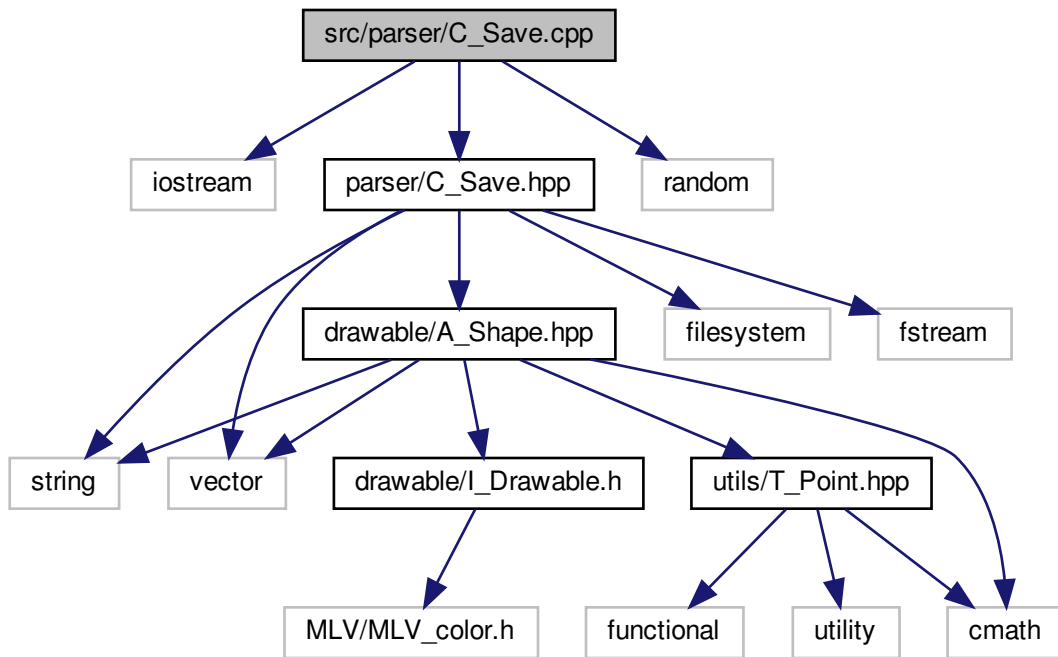 src/parser/C_Save.cpp
iostream
parser/C_Save.hpp
random
drawable/A_Shape.hpp
filesystem
fstream
string
vector
drawable/I_Drawable.h
utils/T_Point.hpp
MLV/MLV_color.h
functional
utility
cmath